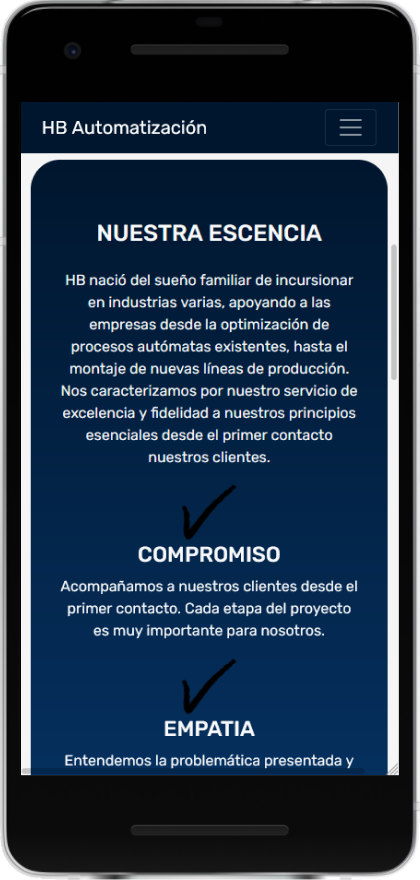 HB Automatización
NUESTRA ESCENCIA
HB nació del sueño familiar de incursionar
en industrias varias, apoyando a las
empresas desde la optimización de
procesos autómatas existentes, hasta el
montaje de nuevas líneas de producción.
Nos caracterizamos por nuestro servicio de
excelencia y fidelidad a nuestros principios
esenciales desde el primer contacto
nuestros clientes.
COMPROMISO
Acompañamos a nuestros clientes desde el
primer contacto. Cada etapa del proyecto
es muy importante para nosotros.
EMPATIA
Entendemos la problemática presentada y